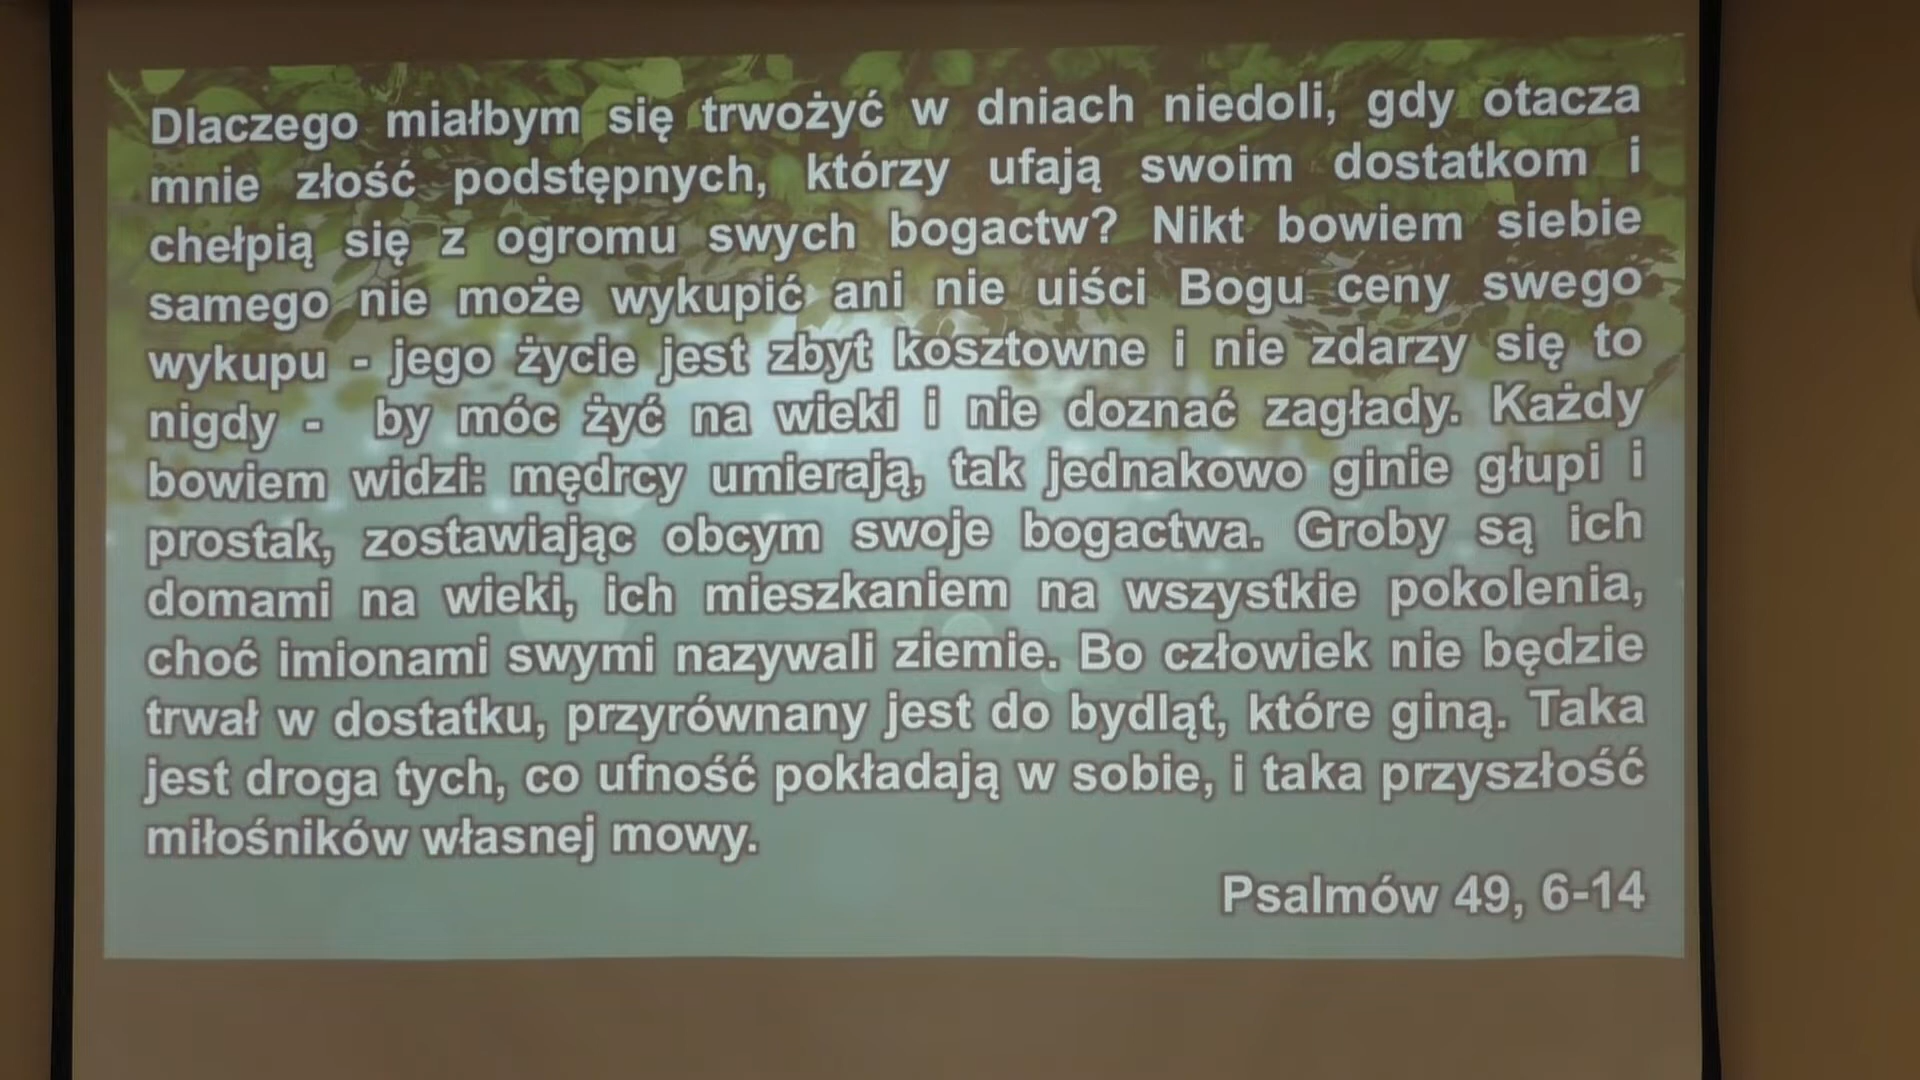 Dlaczego miałbym się trwożyć w dniach niedoli, gdy otacza
mnie złość podstępnych, którzy ufają swoim dostatkom i
chełpią się z ogromu swych bogactw? Nikt bowiem siebie
samego nie może wykupić ani nie uiści Bogu ceny swego
wykupu - jego życie jest zbyt kosztowne i nie zdarzy się to
nigdy - by móc żyć na wieki i nie doznać zagłady. Każdy
bowiem widzi: mędrcy umierają, tak jednakowo ginie głupi i
prostak, zostawiając obcym swoje bogactwa. Groby są ich
domami na wieki, ich mieszkaniem na wszystkie pokolenia,
choć imionami swymi nazywali ziemie. Bo człowiek nie będzie
trwał w dostatku, przyrównany jest do bydląt, które giną. Taka
jest droga tych, co ufność pokładają w sobie, i taka przyszłość
miłośników własnej mowy.
Psalmów 49, 6-14